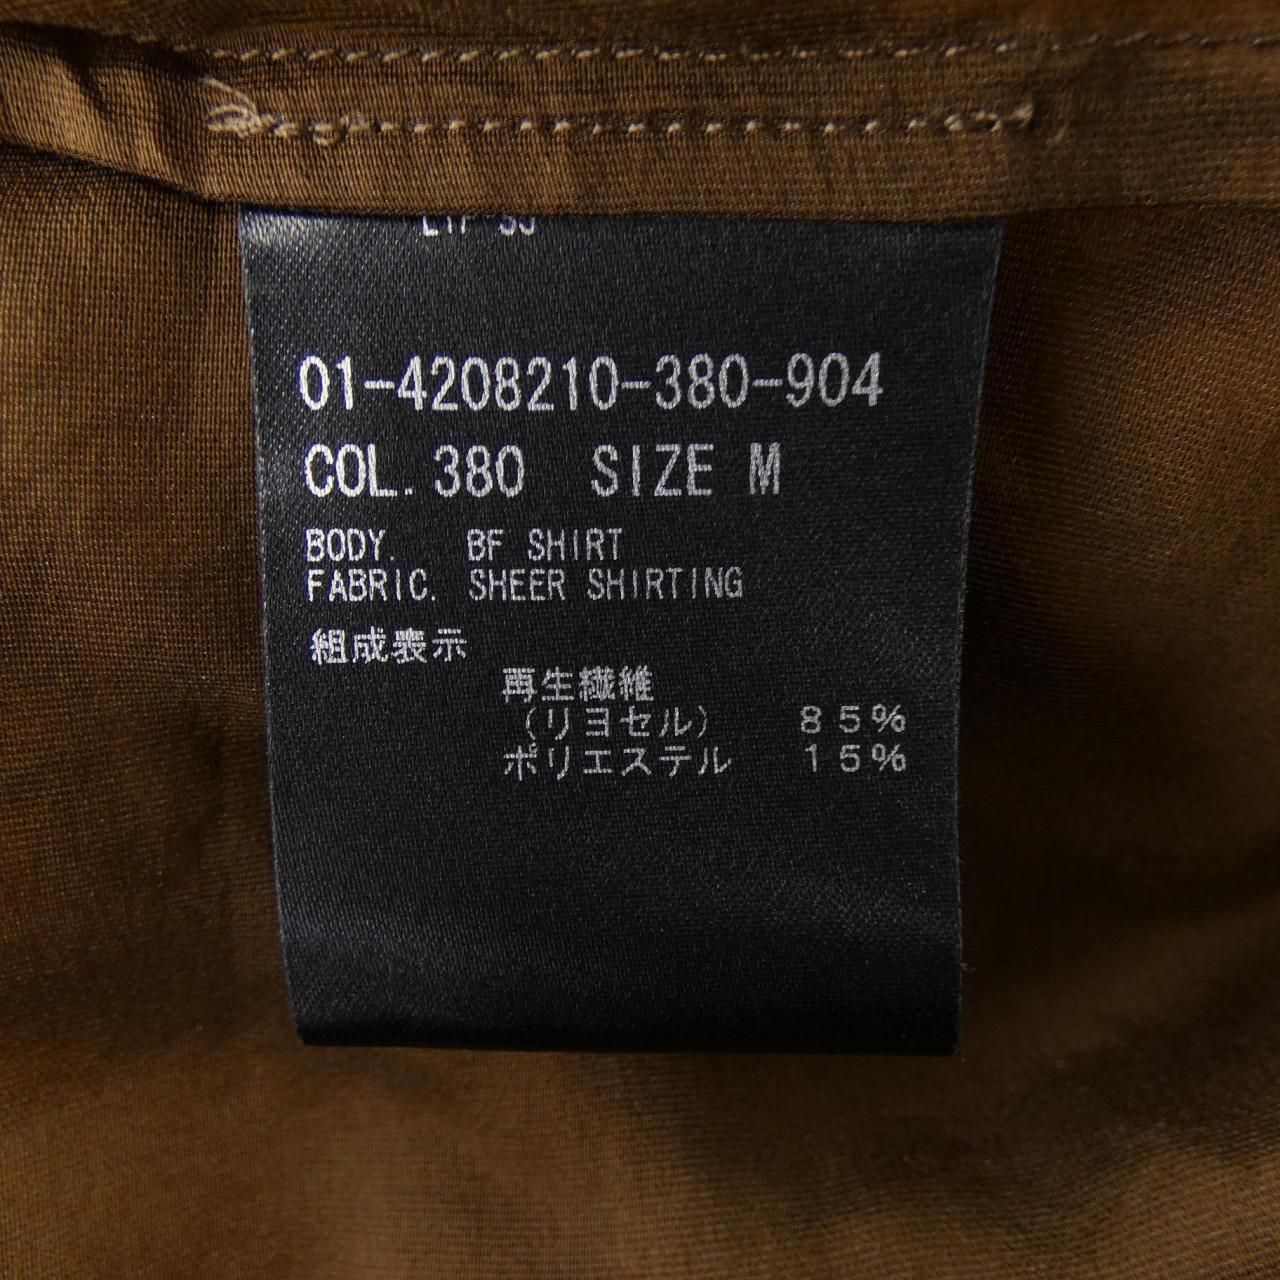 01-4208210-380-904
COL. 380 SIZE M
BODY. BF SHIRT
FABRIC. SHEER SHIRTING
組成表示
再生繊維
（リヨセル） ８５％
ポリエステル １５％